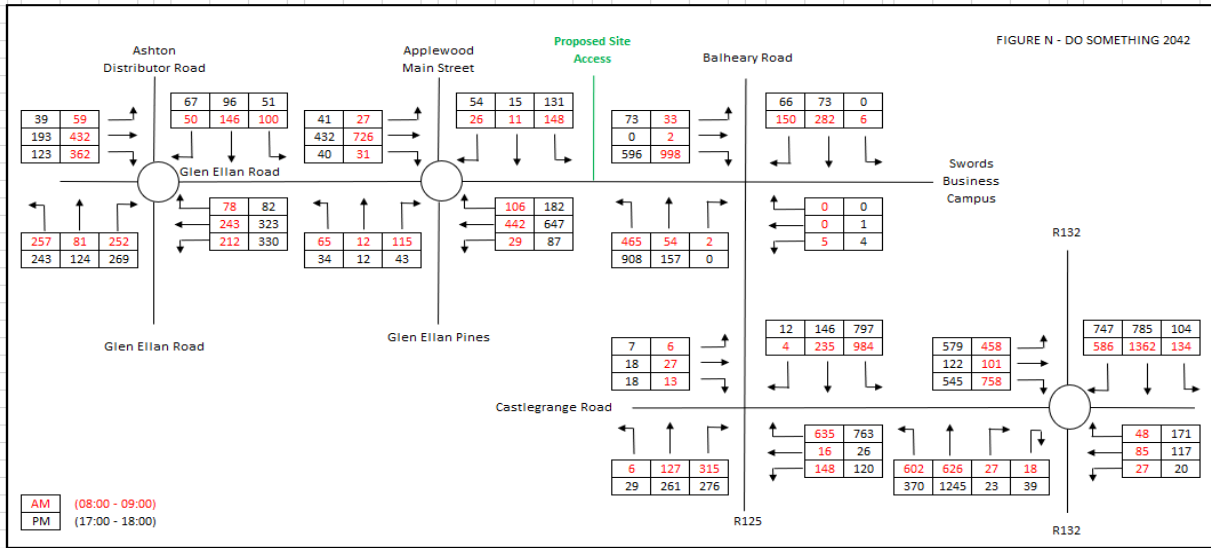 FIGURE N - DO SOMETHING 2042
Ashton
Distributor Road
Applewood
Main Street
Proposed Site
Access
Balheary Road
39 59
193 432
123 362
67 96 51
50 146 100
41 27
432 726
40 31
54 15 131
26 11 148
73 33
0 2
596 998
66 73 0
150 282 6
Glen Ellan Road
Swords
Business
Campus
257 81 252
243 124 269
78 82
243 323
212 330
65 12 115
34 12 43
106 182
442 647
29 87
465 54 2
908 157 0
0 0
0 1
5 4
Glen Ellan Road
Glen Ellan Pines
R132
7 6
18 27
18 13
12 146 797
4 235 984
579 458
122 101
545 758
747 785 104
586 1362 134
Castlegrange Road
6 127 315
29 261 276
635 763
16 26
148 120
602 626 27 18
370 1245 23 39
48 171
85 117
27 20
AM (08:00 - 09:00)
PM (17:00 - 18:00)
R125
R132